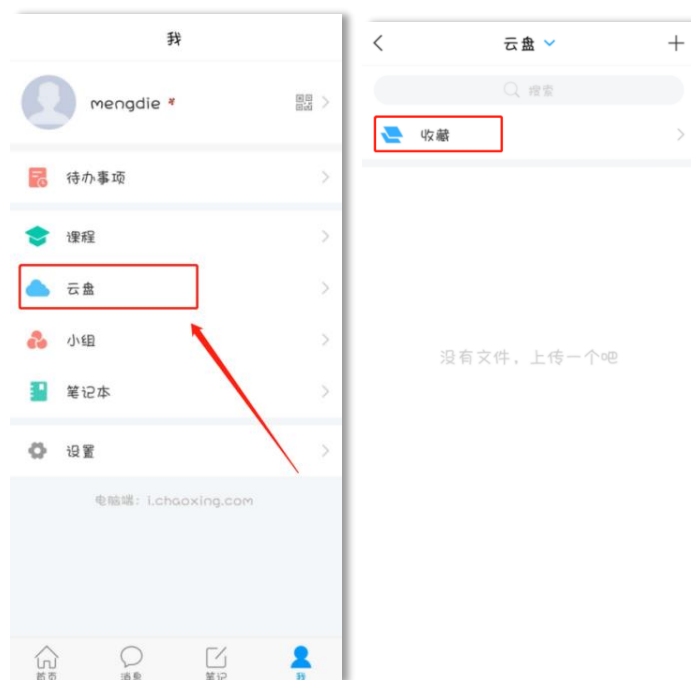 我
mengdie
待办事项
课程
云盘
小组
笔记本
设置
电脑端：i.chaoxing.com
首页
消息
笔记
我
云盘
搜索
收藏
没有文件，上传一个吧